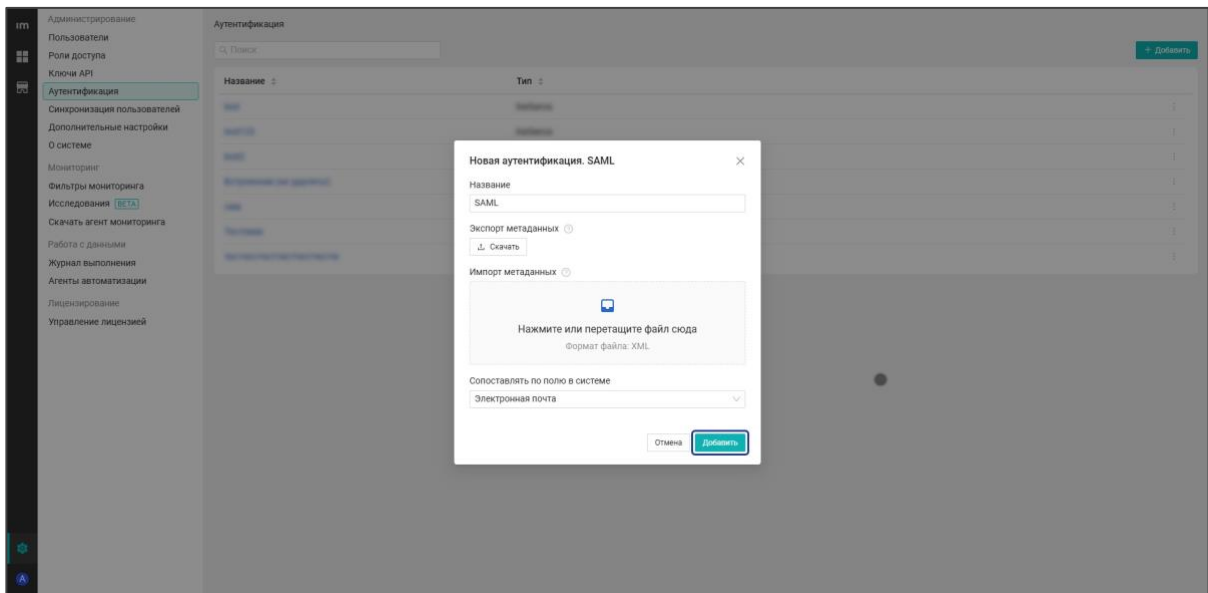 im
Администрирование
Пользователи
Роли доступа
Ключи API
Аутентификация
Синхронизация пользователей
Дополнительные настройки
О системе
Мониторинг
Фильтры мониторинга
Исследования BETA
Скачать агент мониторинга
Работа с данными
Журнал выполнения
Агенты автоматизации
Лицензирование
Управление лицензией
A
Аутентификация
Поиск
+ Добавить
Название Тип
Новая аутентификация. SAML
Название
SAML
Экспорт метаданных
Скачать
Импорт метаданных
Нажмите или перетащите файл сюда
Формат файла: XML
Сопоставлять по полю в системе
Электронная почта
Отмена Добавить